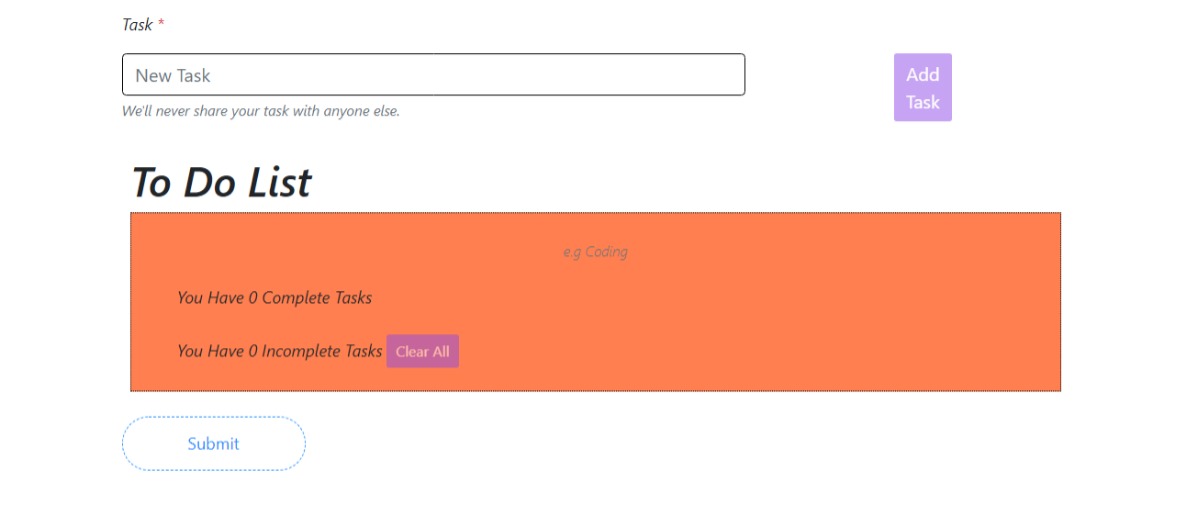 Task *
New Task
Add
Task
We'll never share your task with anyone else.
To Do List
e.g Coding
You Have 0 Complete Tasks
You Have 0 Incomplete Tasks Clear All
Submit